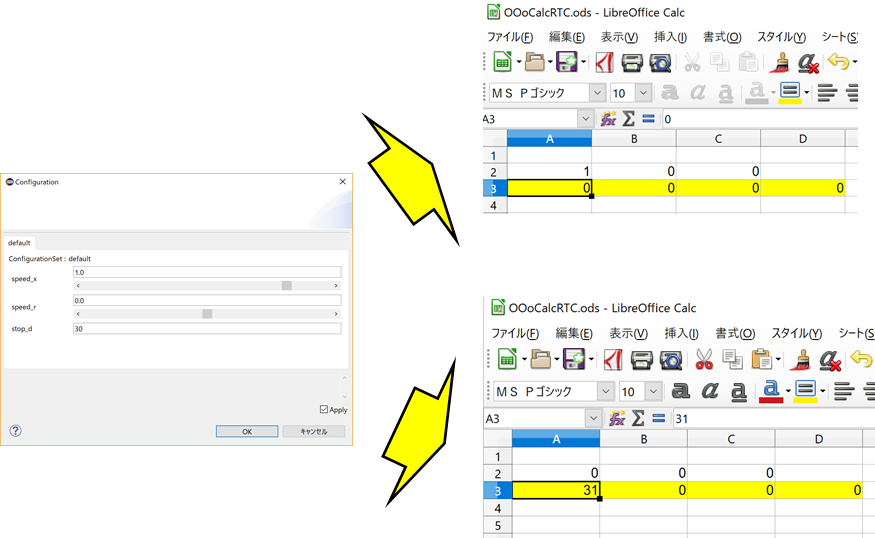 OOoCalcRTC.ods - LibreOffice Calc
ファイル(F) 編集(E) 表示(V) 挿入(I) 書式(O) スタイル(Y) シート(S)
ＭＳ Ｐゴシック 10 a a a a
A3 fx Σ = 0
A B C D
1
2 1 0 0
3 0 0 0 0
4
Configuration
default
ConfigurationSet : default
speed_x 1.0
speed_r 0.0
stop_d 30
Apply
? OK キャンセル
OOoCalcRTC.ods - LibreOffice Calc
ファイル(F) 編集(E) 表示(V) 挿入(I) 書式(O) スタイル(Y) シート(S
ＭＳ Ｐゴシック 10 a a a a
A3 fx Σ = 31
A B C D
1
2 0 0 0
3 31 0 0 0
4
5